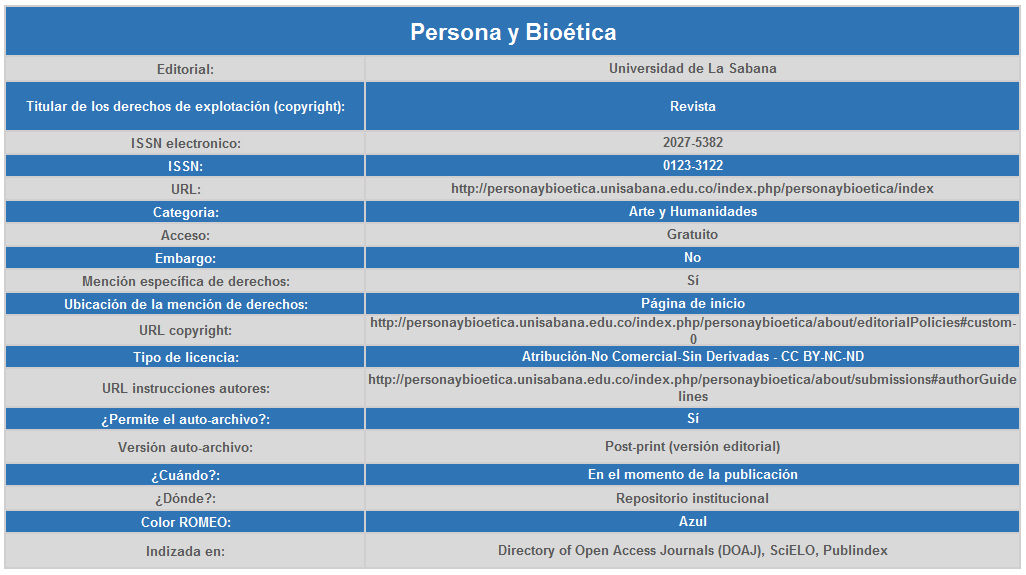 Persona y Bioética
Editorial: Universidad de La Sabana
Titular de los derechos de explotación (copyright): Revista
ISSN electronico: 2027-5382
ISSN: 0123-3122
URL: http://personaybioetica.unisabana.edu.co/index.php/personaybioetica/index
Categoria: Arte y Humanidades
Acceso: Gratuito
Embargo: No
Mención específica de derechos: Sí
Ubicación de la mención de derechos: Página de inicio
URL copyright: http://personaybioetica.unisabana.edu.co/index.php/personaybioetica/about/editorialPolicies#custom-
0
Tipo de licencia: Atribución-No Comercial-Sin Derivadas - CC BY-NC-ND
URL instrucciones autores: http://personaybioetica.unisabana.edu.co/index.php/personaybioetica/about/submissions#authorGuide
lines
¿Permite el auto-archivo?: Sí
Versión auto-archivo: Post-print (versión editorial)
¿Cuándo?: En el momento de la publicación
¿Dónde?: Repositorio institucional
Color ROMEO: Azul
Indizada en: Directory of Open Access Journals (DOAJ), SciELO, Publindex